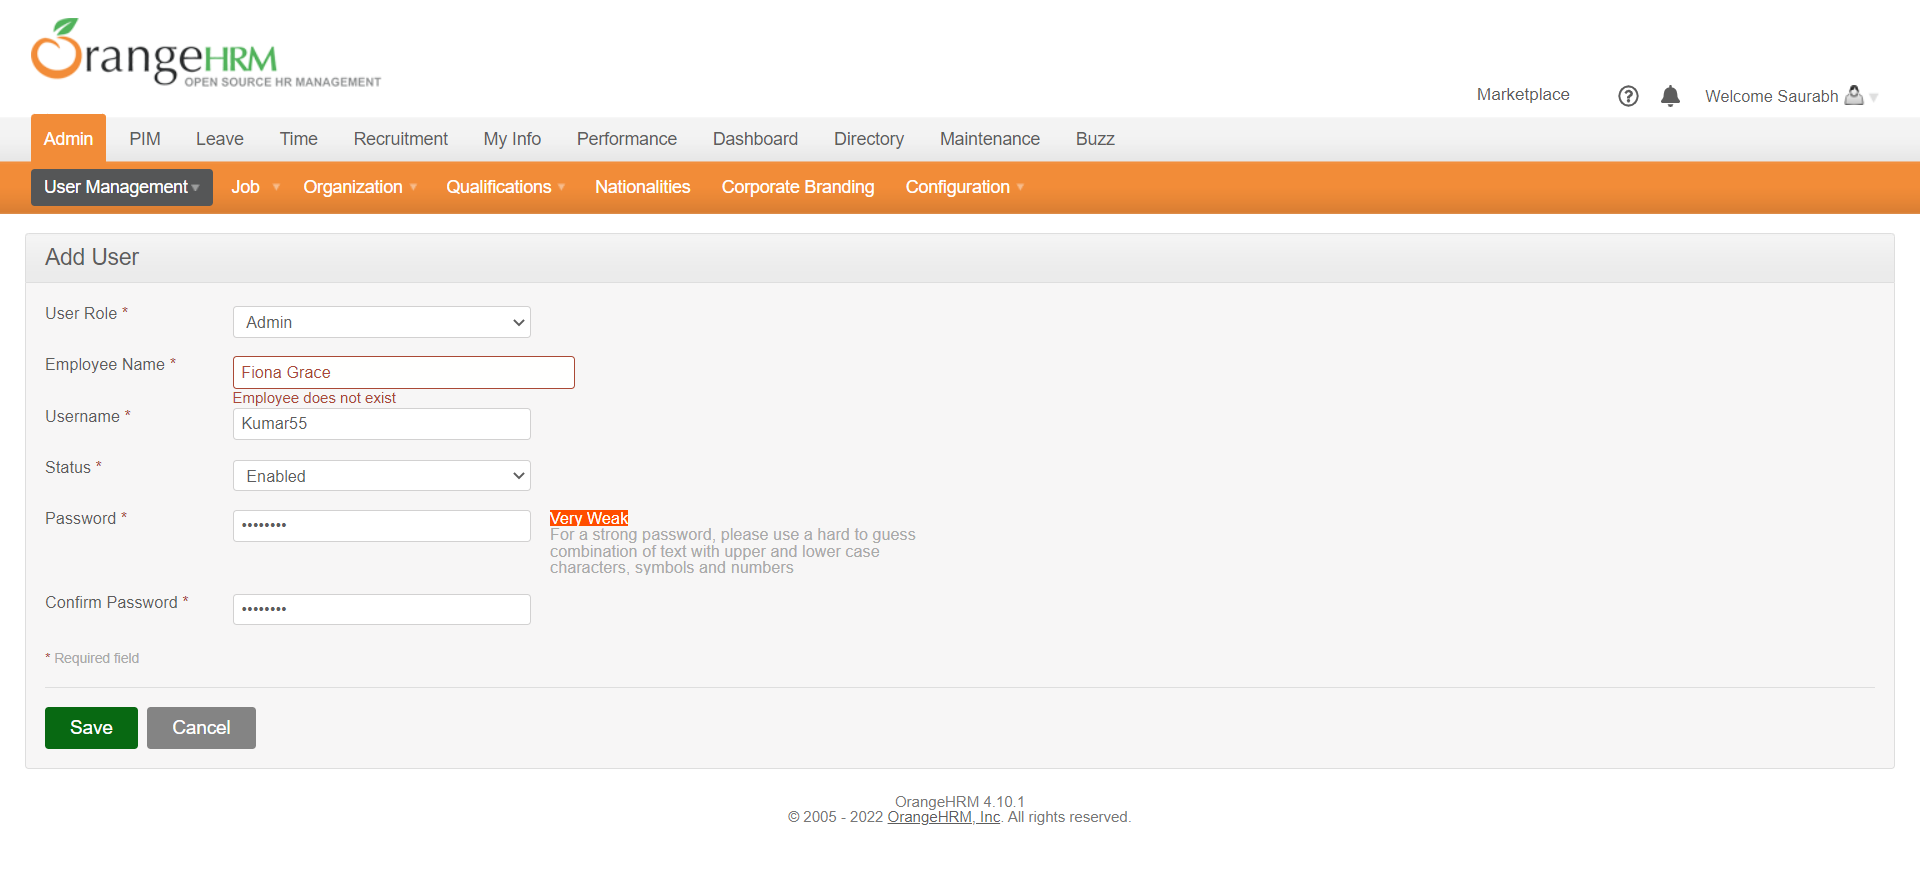 OrangeHRM
OPEN SOURCE HR MANAGEMENT
Marketplace
Welcome Saurabh
Admin PIM Leave Time Recruitment My Info Performance Dashboard Directory Maintenance Buzz
User Management Job Organization Qualifications Nationalities Corporate Branding Configuration
Add User
User Role * Admin
Employee Name * Fiona Grace
Employee does not exist
Username * Kumar55
Status * Enabled
Password * •••••••• Very Weak
For a strong password, please use a hard to guess
combination of text with upper and lower case
characters, symbols and numbers
Confirm Password * ••••••••
* Required field
Save Cancel
OrangeHRM 4.10.1
© 2005 - 2022 OrangeHRM, Inc. All rights reserved.